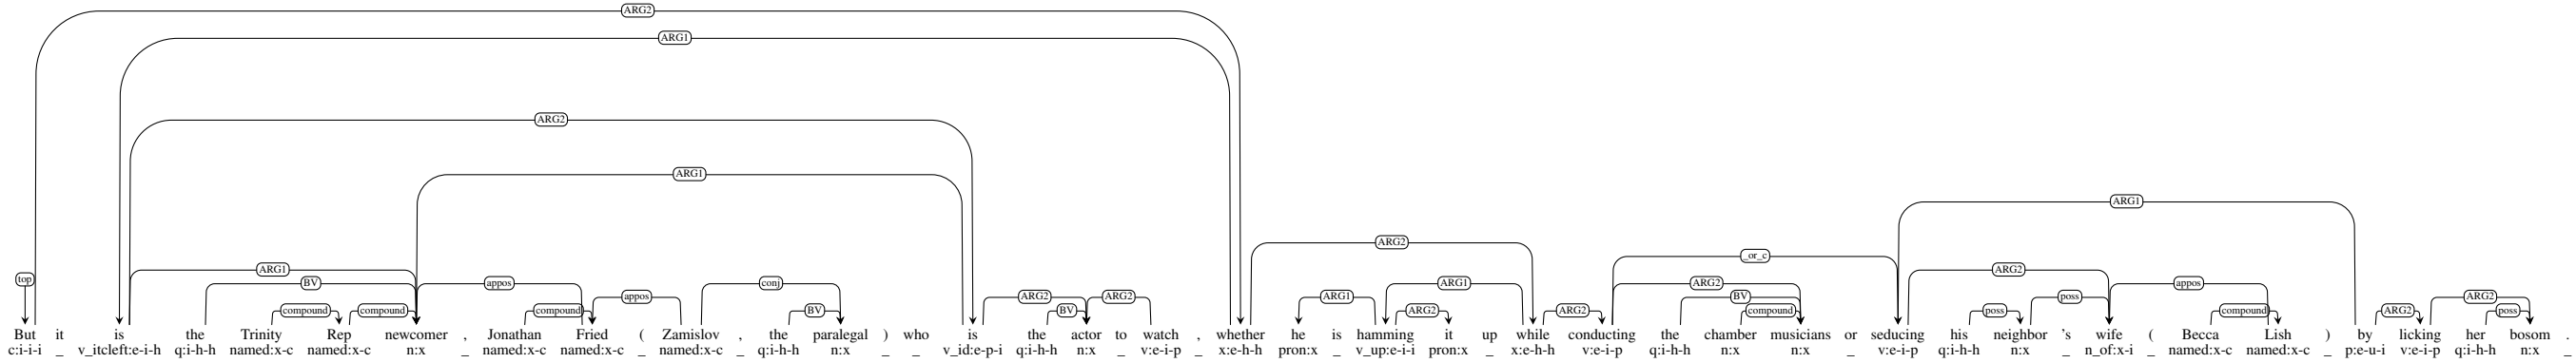 ARG2
ARG1
ARG2
ARG1
ARG1
ARG2
_or_c
top ARG1 BV appos conj ARG2 BV ARG1 ARG2 appos
compound compound compound appos BV ARG2 BV ARG2 ARG1 ARG2 ARG1 ARG2 compound poss poss compound ARG2 ARG2 poss
But it is the Trinity Rep newcomer , Jonathan Fried ( Zamislov , the paralegal ) who is the actor to watch , whether he is hamming it up while conducting the chamber musicians or seducing his neighbor 's wife ( Becca Lish ) by licking her bosom .
c:i-i-i _ v_itcleft:e-i-h q:i-h-h named:x-c named:x-c n:x _ named:x-c named:x-c _ named:x-c _ q:i-h-h n:x _ _ v_id:e-p-i q:i-h-h n:x _ v:e-i-p _ x:e-h-h pron:x _ v_up:e-i-i pron:x _ x:e-h-h v:e-i-p q:i-h-h n:x n:x _ v:e-i-p q:i-h-h n:x _ n_of:x-i _ named:x-c named:x-c _ p:e-u-i v:e-i-p q:i-h-h n:x _